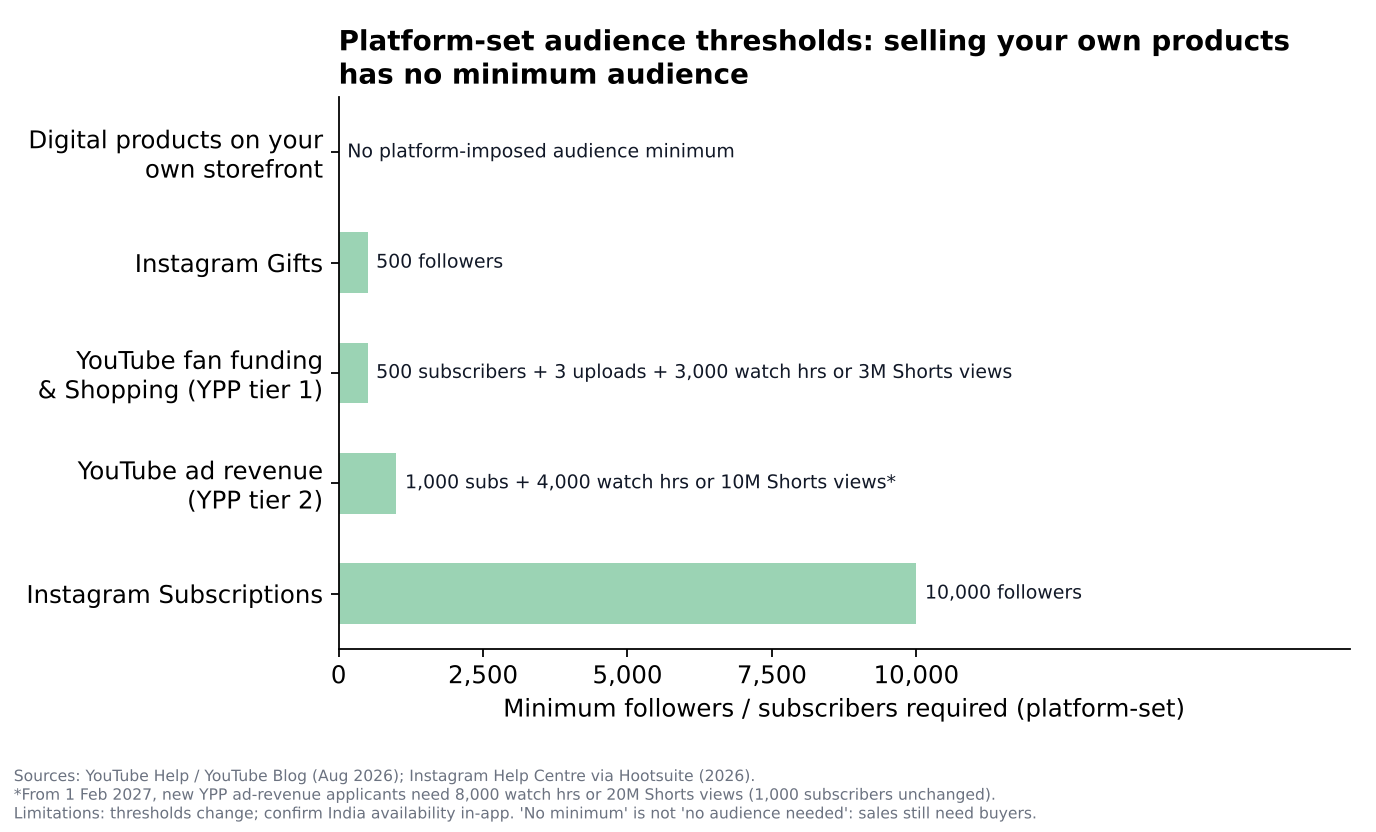 Platform-set audience thresholds: selling your own products
has no minimum audience
Digital products on your
own storefront
No platform-imposed audience minimum
Instagram Gifts
500 followers
YouTube fan funding
& Shopping (YPP tier 1)
500 subscribers + 3 uploads + 3,000 watch hrs or 3M Shorts views
YouTube ad revenue
(YPP tier 2)
1,000 subs + 4,000 watch hrs or 10M Shorts views*
Instagram Subscriptions
10,000 followers
0 2,500 5,000 7,500 10,000
Minimum followers / subscribers required (platform-set)
Sources: YouTube Help / YouTube Blog (Aug 2026); Instagram Help Centre via Hootsuite (2026).
*From 1 Feb 2027, new YPP ad-revenue applicants need 8,000 watch hrs or 20M Shorts views (1,000 subscribers unchanged).
Limitations: thresholds change; confirm India availability in-app. 'No minimum' is not 'no audience needed': sales still need buyers.